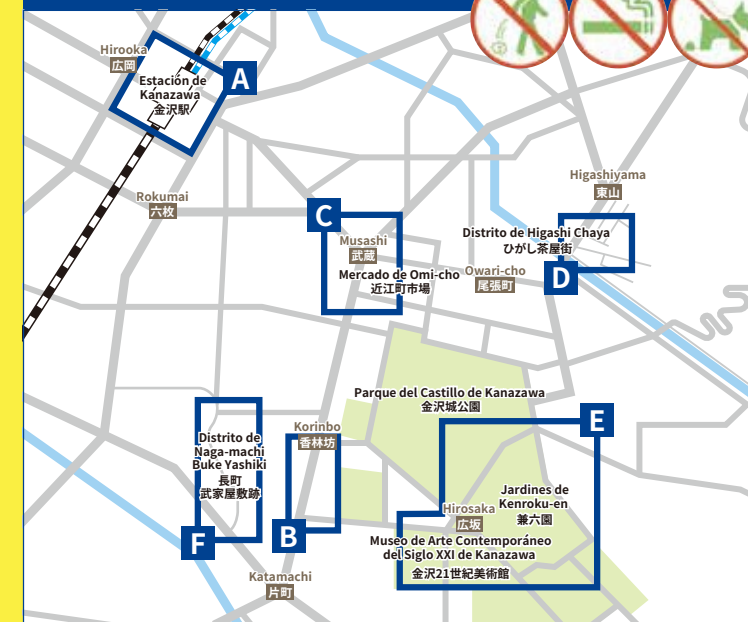 Hirooka
広岡
Estación de
Kanazawa
金沢駅
A
Rokumai
六枚
Higashiyama
東山
C
Musashi
武蔵
Mercado de Omi-cho
近江町市場
Distrito de Higashi Chaya
ひがし茶屋街
Owari-cho
尾張町
D
Parque del Castillo de Kanazawa
金沢城公園
E
Korinbo
香林坊
Distrito de
Naga-machi
Buke Yashiki
長町
武家屋敷跡
Jardines de
Kenroku-en
兼六園
Hirosaka
広坂
Museo de Arte Contemporáneo
del Siglo XXI de Kanazawa
金沢21世紀美術館
B
F
Katamachi
片町